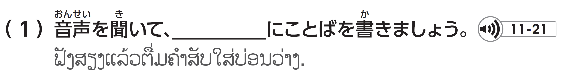 （1）音声を聞いて、＿＿＿＿＿＿にことばを書きましょう。 11-21
ຟັງສຽງແລ້ວຕື່ມຄຳສັບໃສ່ບ່ອນວ່າງ.